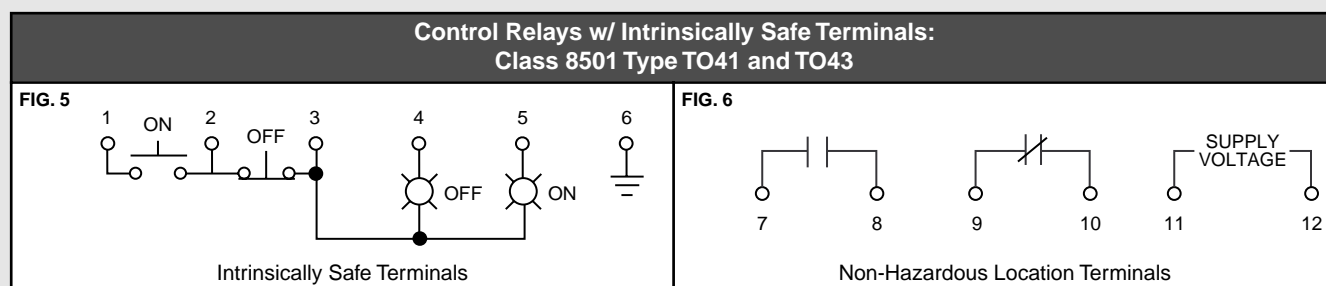 Control Relays w/ Intrinsically Safe Terminals:
Class 8501 Type TO41 and TO43
FIG. 5
1 ON 2 OFF 3 4 5 6
OFF ON
Intrinsically Safe Terminals
FIG. 6
SUPPLY
VOLTAGE
7 8 9 10 11 12
Non-Hazardous Location Terminals